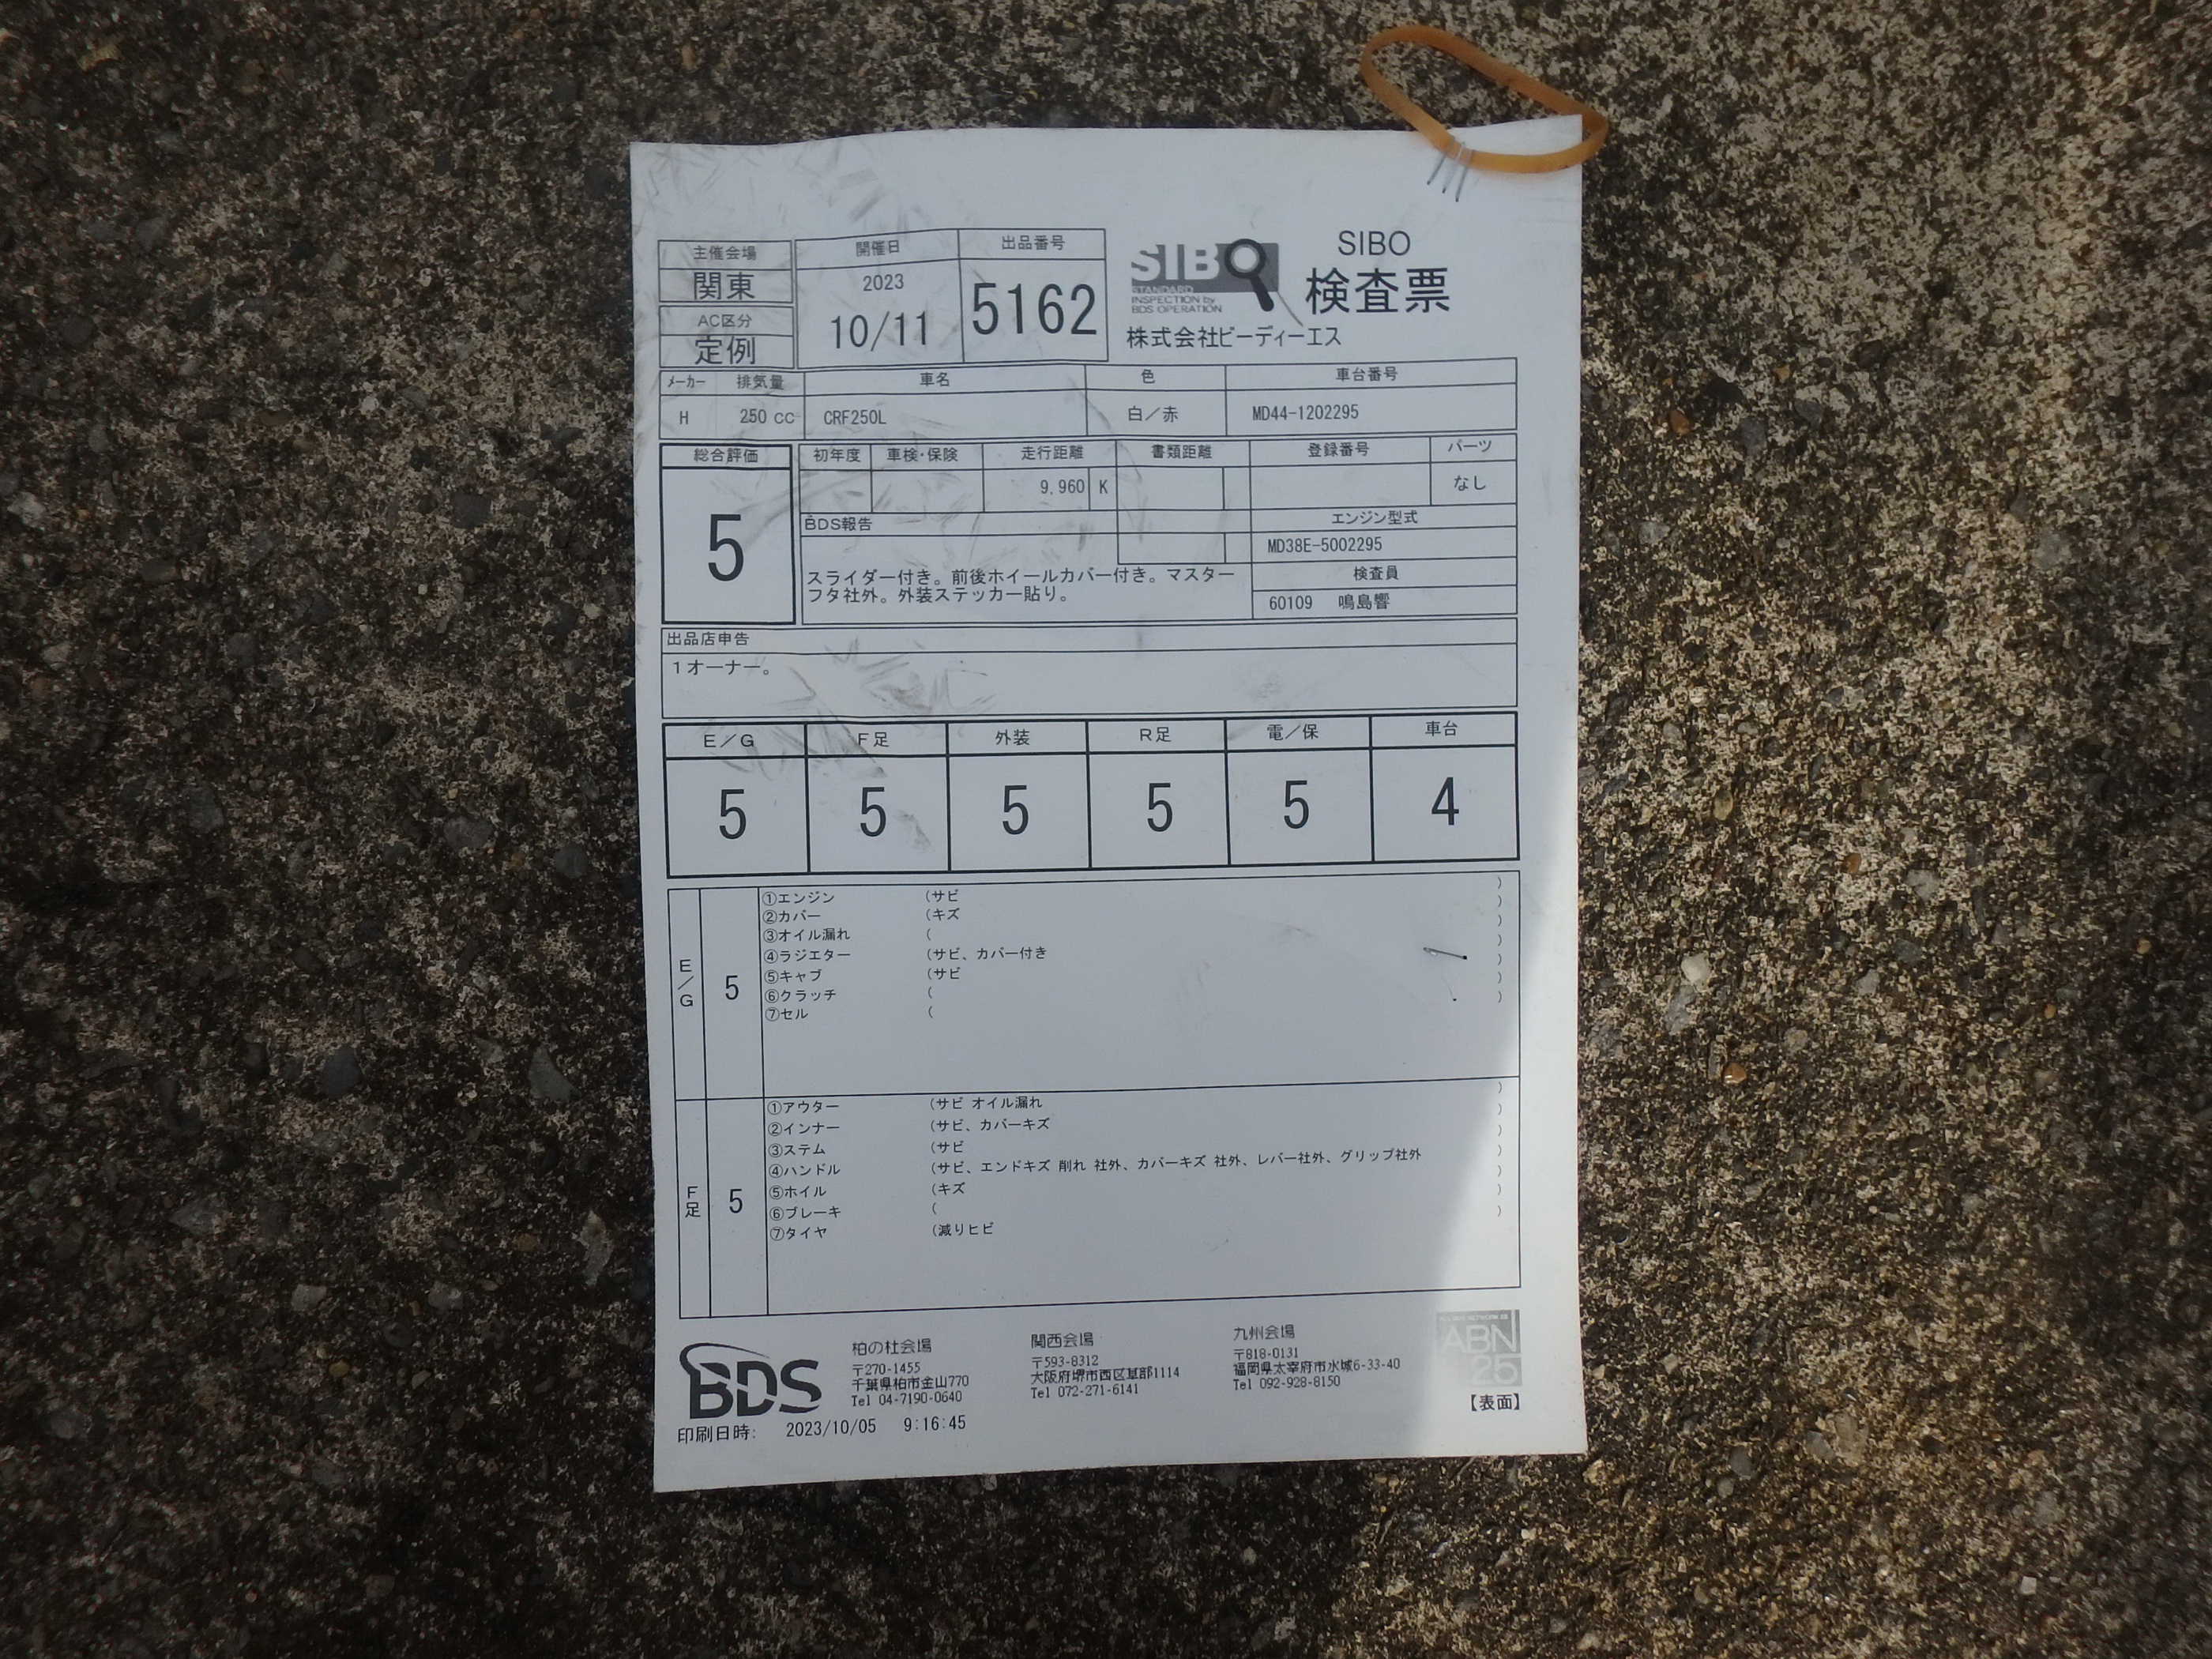 主催会場
関東
AC区分
定例
開催日
2023
10/11
出品番号
5162
SIBO
STANDARD
INSPECTION by
BDS OPERATION
SIBO
検査票
株式会社ビーディーエス
メーカー 排気量 車名 色 車台番号
H 250 cc CRF250L 白／赤 MD44-1202295
総合評価
5
初年度 車検・保険 走行距離 書類距離 登録番号 パーツ
9,960 K なし
BDS報告
スライダー付き。前後ホイールカバー付き。マスター
フタ社外。外装ステッカー貼り。
エンジン型式
MD38E-5002295
検査員
60109 鳴島響
出品店申告
１オーナー。
E／G F足 外装 R足 電／保 車台
5 5 5 5 5 4
E／G
5
①エンジン （サビ ）
②カバー （キズ ）
③オイル漏れ （ ）
④ラジエター （サビ、カバー付き ）
⑤キャブ （サビ ）
⑥クラッチ （ ）
⑦セル （ ）
F足
5
①アウター （サビ オイル漏れ ）
②インナー （サビ、カバーキズ ）
③ステム （サビ ）
④ハンドル （サビ、エンドキズ 削れ 社外、カバーキズ 社外、レバー社外、グリップ社外 ）
⑤ホイル （キズ ）
⑥ブレーキ （ ）
⑦タイヤ （減りヒビ ）
BDS
柏の杜会場
〒270-1455
千葉県柏市金山770
Tel 04-7190-0640
関西会場
〒593-8312
大阪府堺市西区草部1114
Tel 072-271-6141
九州会場
〒818-0131
福岡県太宰府市水城6-33-40
Tel 092-928-8150
ABN
25
【表面】
印刷日時: 2023/10/05 9:16:45